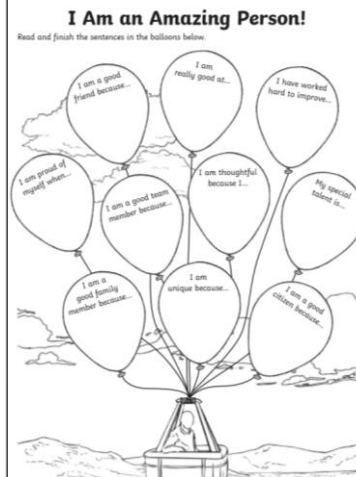 I Am an Amazing Person!
Read and finish the sentences in the balloons below.
I am a good
friend because...
I am
really good at...
I have worked
hard to improve...
I am proud of
myself when...
I am a good team
member because...
I am thoughtful
because I...
My special
talent is...
I am a
good family
member because...
I am
unique because...
I am a good
citizen because...